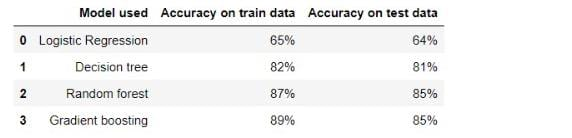 Model used Accuracy on train data Accuracy on test data
0 Logistic Regression 65% 64%
1 Decision tree 82% 81%
2 Random forest 87% 85%
3 Gradient boosting 89% 85%